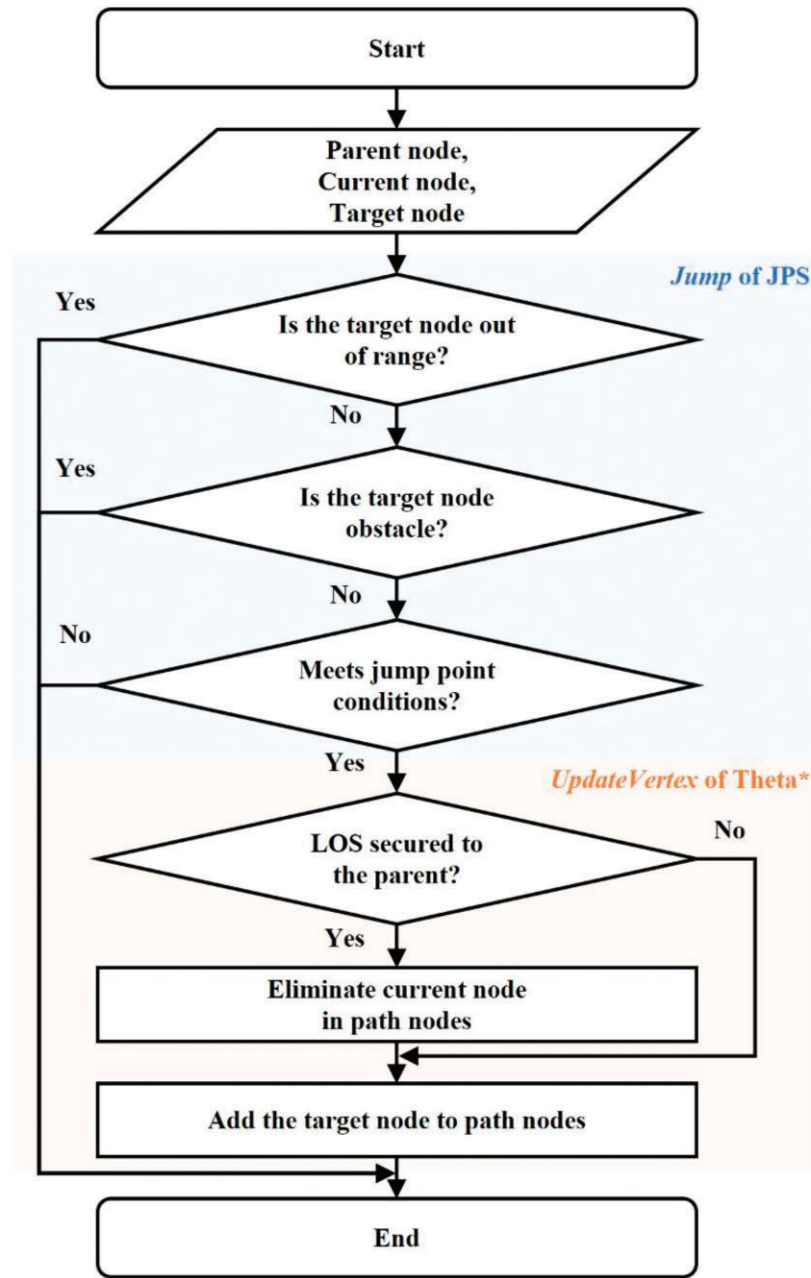 Start
Parent node,
Current node,
Target node
Jump of JPS
Yes
Is the target node out
of range?
No
Yes
Is the target node
obstacle?
No
No
Meets jump point
conditions?
Yes
UpdateVertex of Theta*
No
LOS secured to
the parent?
Yes
Eliminate current node
in path nodes
Add the target node to path nodes
End